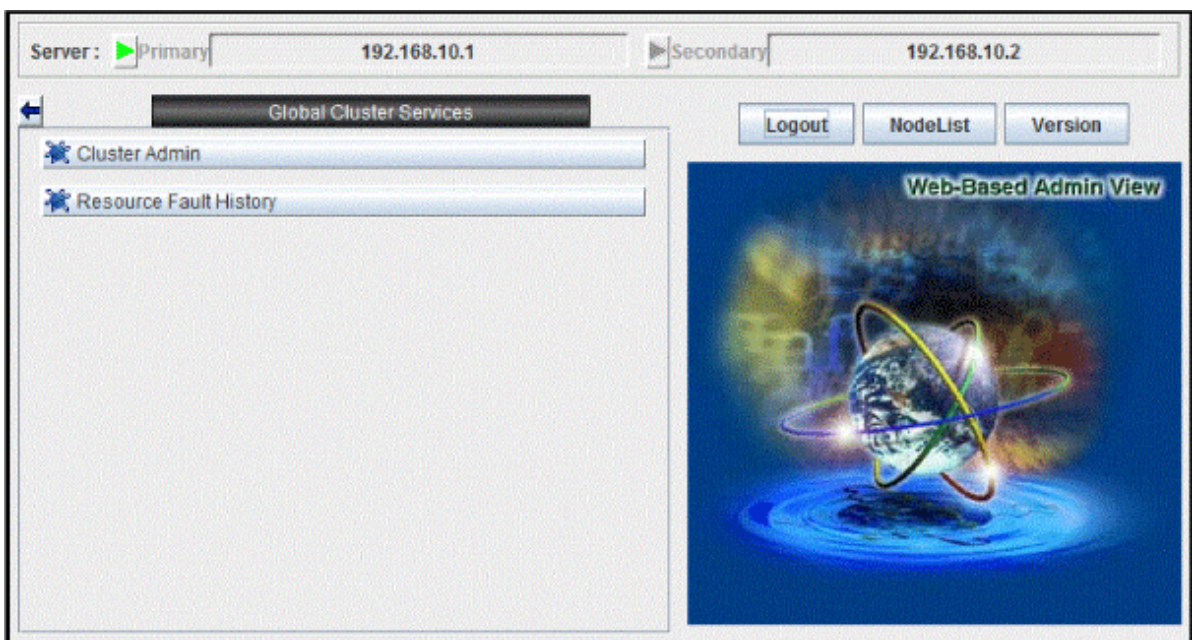 Server : Primary 192.168.10.1 Secondary 192.168.10.2
Global Cluster Services
Logout NodeList Version
Cluster Admin
Resource Fault History
Web-Based Admin View